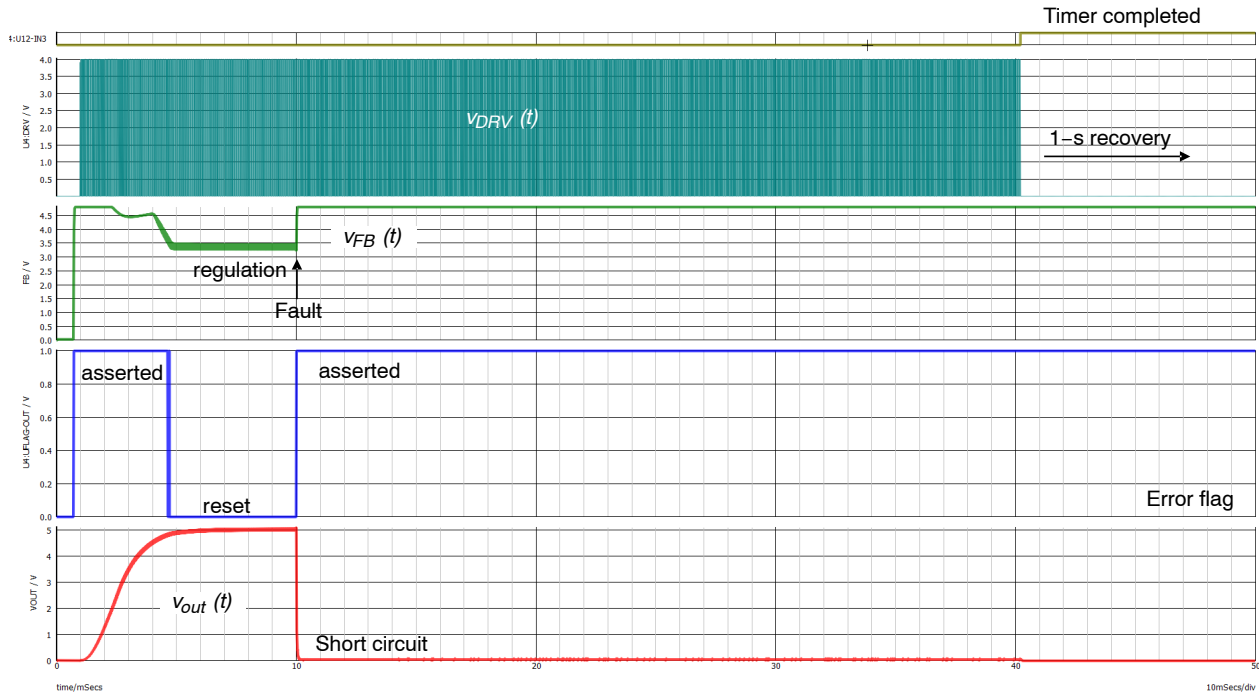 Timer completed
4:U12-IN3
4.0
3.5
3.0
2.5
2.0
1.5
1.0
0.5
U4:DRV / V
vDRV (t)
1–s recovery
4.5
4.0
3.5
3.0
2.5
2.0
1.5
1.0
0.5
0.0
FB / V
vFB (t)
regulation
Fault
1.0
0.8
0.6
0.4
0.2
0.0
U4:UFLAG-OUT / V
asserted
asserted
reset
Error flag
5
4
3
2
1
0
VOUT / V
vout (t)
Short circuit
0
10
20
30
40
50
time/mSecs
10mSecs/div